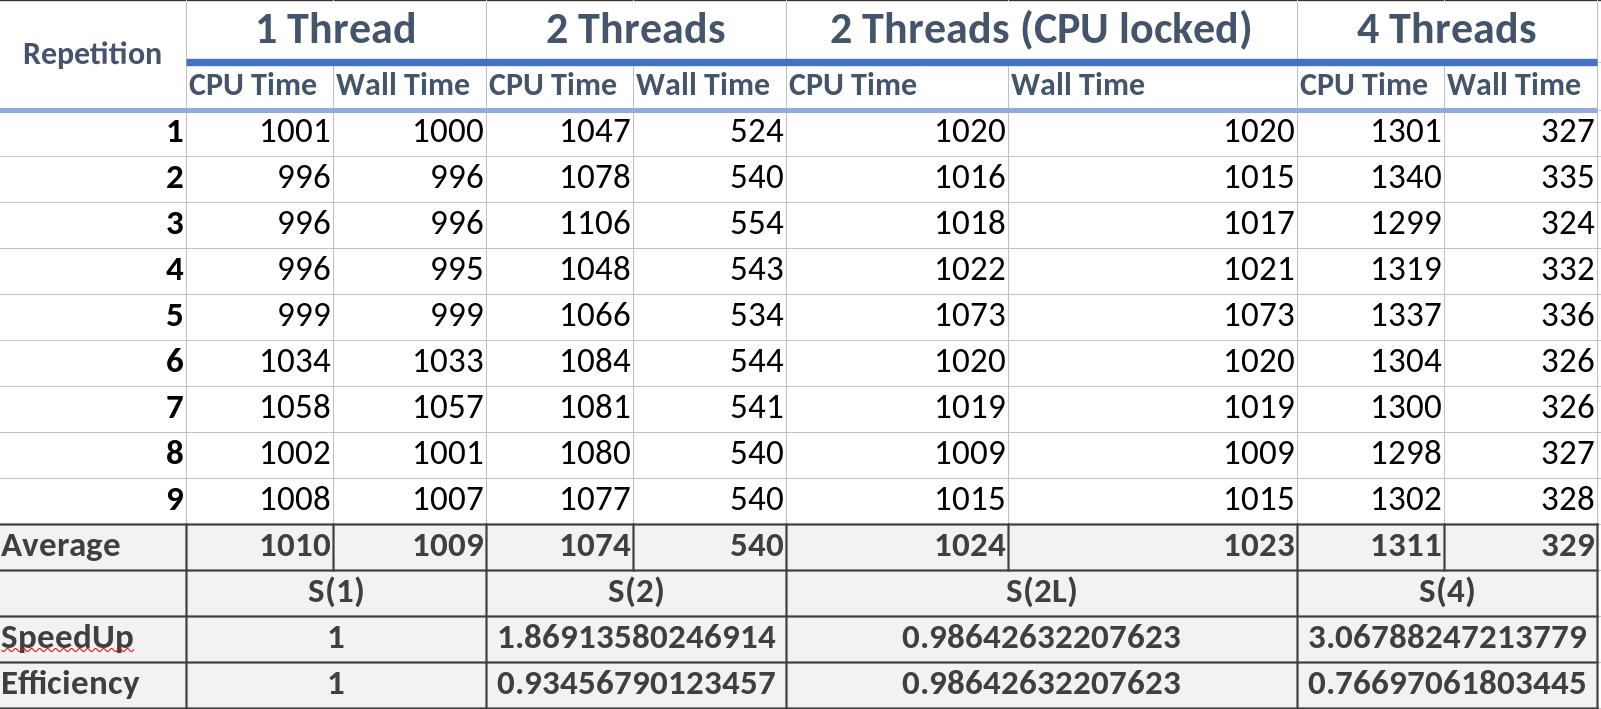 1 Thread 2 Threads 2 Threads (CPU locked) 4 Threads
Repetition
CPU Time Wall Time CPU Time Wall Time CPU Time Wall Time CPU Time Wall Time
1 1001 1000 1047 524 1020 1020 1301 327
2 996 996 1078 540 1016 1015 1340 335
3 996 996 1106 554 1018 1017 1299 324
4 996 995 1048 543 1022 1021 1319 332
5 999 999 1066 534 1073 1073 1337 336
6 1034 1033 1084 544 1020 1020 1304 326
7 1058 1057 1081 541 1019 1019 1300 326
8 1002 1001 1080 540 1009 1009 1298 327
9 1008 1007 1077 540 1015 1015 1302 328
Average 1010 1009 1074 540 1024 1023 1311 329
S(1) S(2) S(2L) S(4)
SpeedUp 1 1.86913580246914 0.98642632207623 3.06788247213779
Efficiency 1 0.93456790123457 0.98642632207623 0.76697061803445